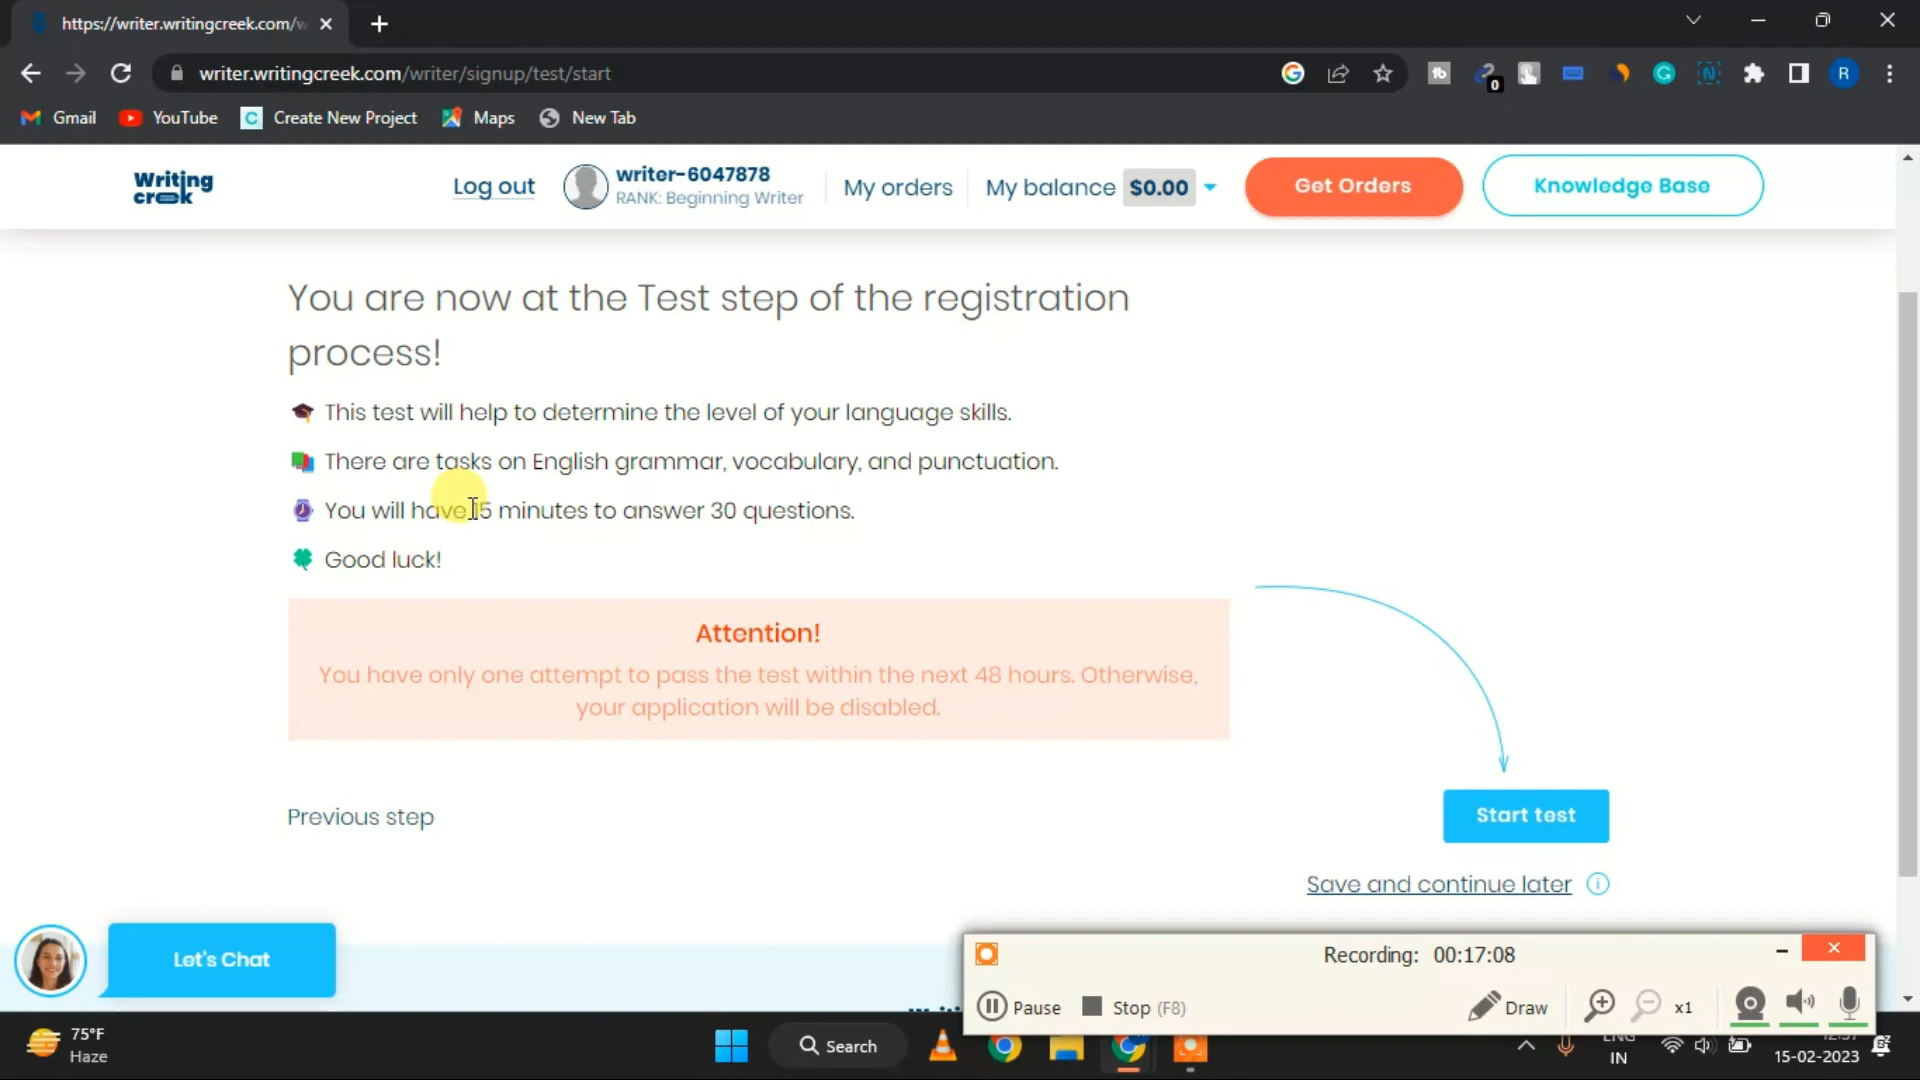 https://writer.writingcreek.com/w
writer.writingcreek.com/writer/signup/test/start
0
R
Gmail
YouTube
Create New Project
Maps
New Tab
Writing creek
Log out
writer-6047878
RANK: Beginning Writer
My orders
My balance $0.00
Get Orders
Knowledge Base
You are now at the Test step of the registration
process!
This test will help to determine the level of your language skills.
There are tasks on English grammar, vocabulary, and punctuation.
You will have 15 minutes to answer 30 questions.
Good luck!
Attention!
You have only one attempt to pass the test within the next 48 hours. Otherwise,
your application will be disabled.
Previous step
Start test
Save and continue later
Let's Chat
Recording: 00:17:08
Pause
Stop (F8)
Draw
x1
75°F
Haze
Search
ENG
IN
15-02-2023